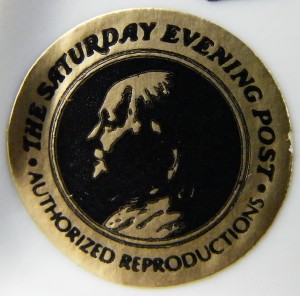 • THE SATURDAY EVENING POST •
AUTHORIZED REPRODUCTIONS